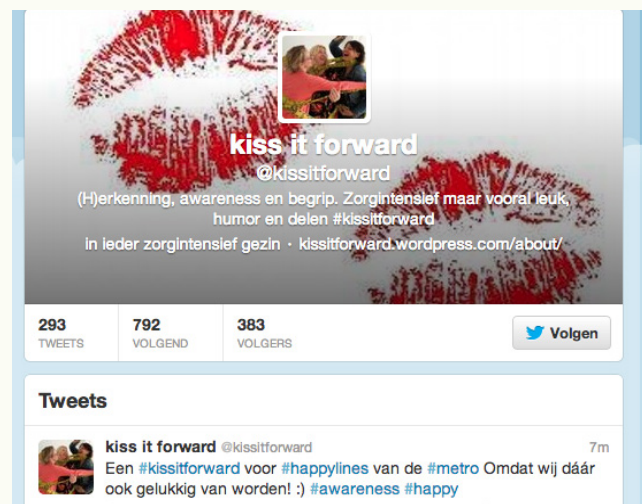 kiss it forward
@kissitforward
(H)erkenning, awareness en begrip. Zorgintensief maar vooral leuk,
humor en delen #kissitforward
in ieder zorgintensief gezin · kissitforward.wordpress.com/about/
293
TWEETS
792
VOLGEND
383
VOLGERS
Volgen
Tweets
kiss it forward @kissitforward 7m
Een #kissitforward voor #happylines van de #metro Omdat wij dáár
ook gelukkig van worden! :) #awareness #happy